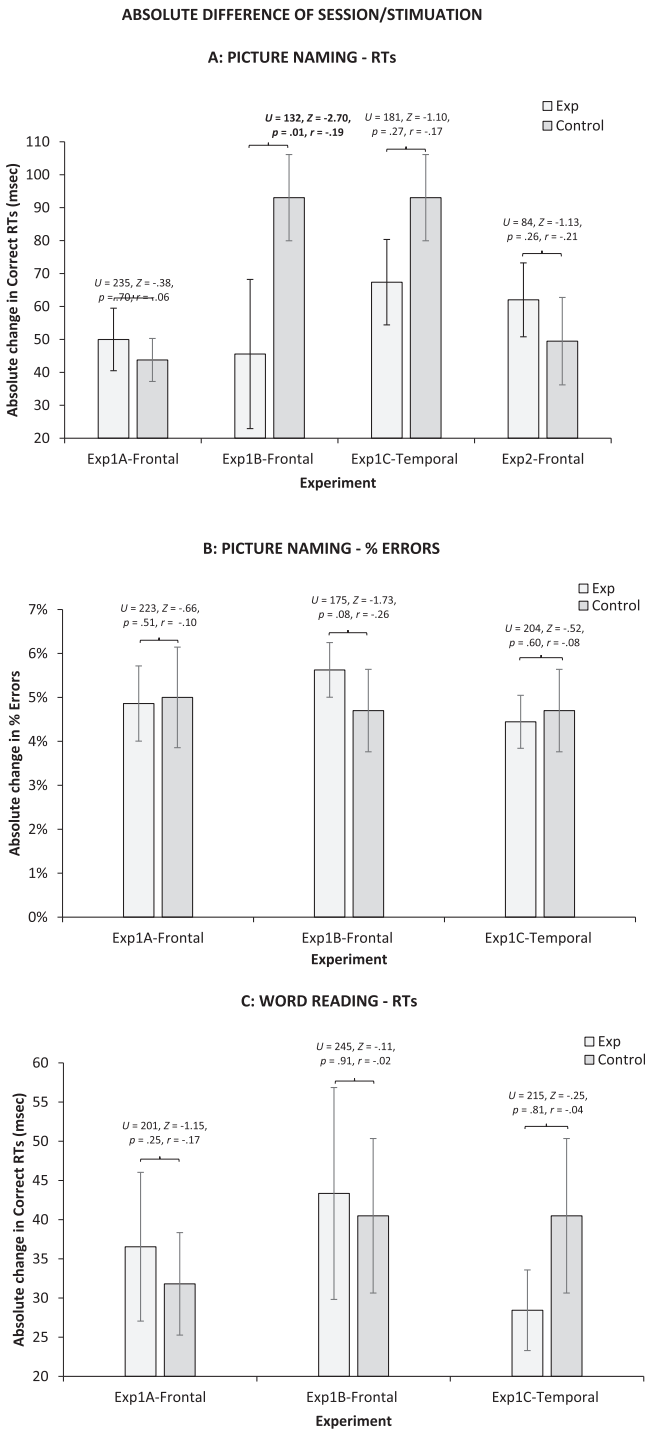 ABSOLUTE DIFFERENCE OF SESSION/STIMUATION
A: PICTURE NAMING - RTs
Exp
Control
U = 132, Z = -2.70,
p = .01, r = -.19
U = 181, Z = -1.10,
p = .27, r = -.17
U = 84, Z = -1.13,
p = .26, r = -.21
U = 235, Z = -.38,
p = .70, r = -.06
Absolute change in Correct RTs (msec)
110
100
90
80
70
60
50
40
30
20
Exp1A-Frontal
Exp1B-Frontal
Exp1C-Temporal
Exp2-Frontal
Experiment
B: PICTURE NAMING - % ERRORS
Exp
Control
U = 223, Z = -.66,
p = .51, r = -.10
U = 175, Z = -1.73,
p = .08, r = -.26
U = 204, Z = -.52,
p = .60, r = -.08
Absolute change in % Errors
7%
6%
5%
4%
3%
2%
1%
0%
Exp1A-Frontal
Exp1B-Frontal
Exp1C-Temporal
Experiment
C: WORD READING - RTs
Exp
Control
U = 245, Z = -.11,
p = .91, r = -.02
U = 215, Z = -.25,
p = .81, r = -.04
U = 201, Z = -1.15,
p = .25, r = -.17
Absolute change in Correct RTs (msec)
60
55
50
45
40
35
30
25
20
Exp1A-Frontal
Exp1B-Frontal
Exp1C-Temporal
Experiment